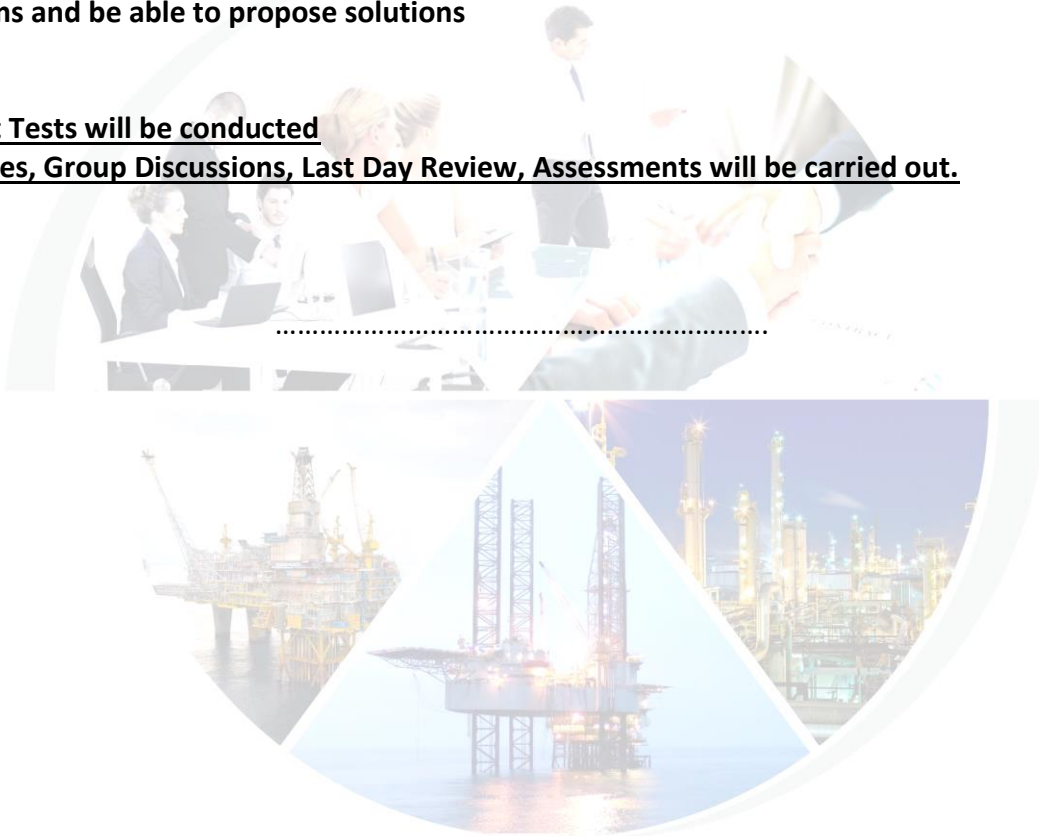 ns and be able to propose solutions
: Tests will be conducted
es, Group Discussions, Last Day Review, Assessments will be carried out.
……………………………………………………………
CONTRACT